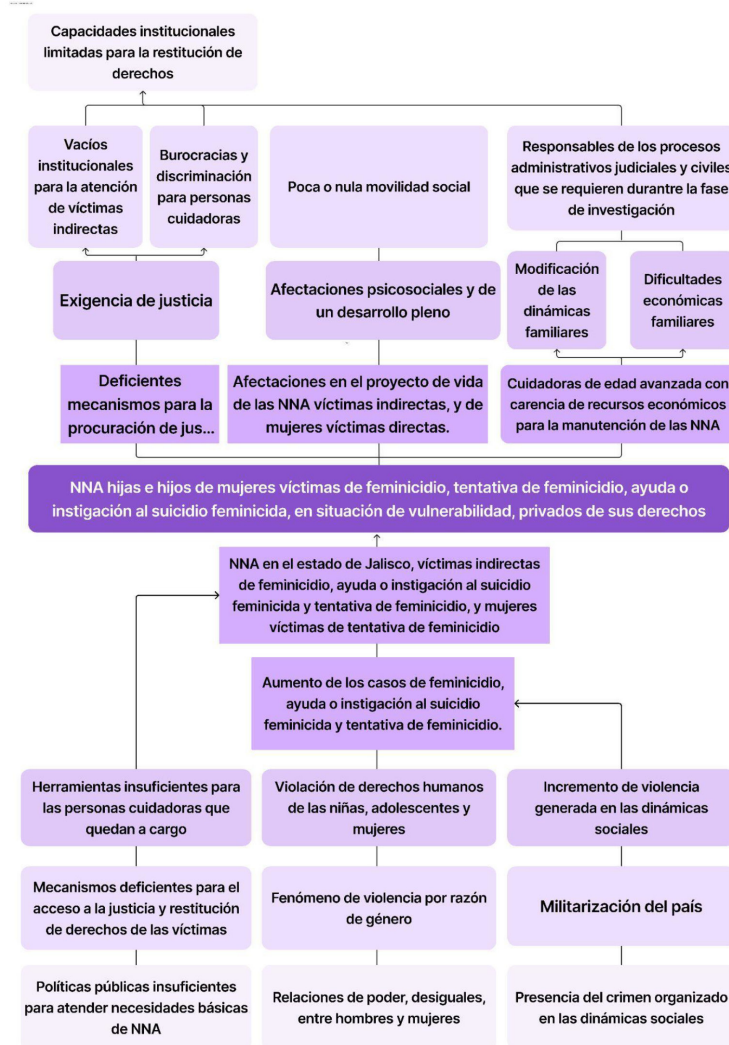 Capacidades institucionales
limitadas para la restitución de
derechos
Vacíos
institucionales
para la atención
de víctimas
indirectas
Burocracias y
discriminación
para personas
cuidadoras
Poca o nula movilidad social
Responsables de los procesos
administrativos judiciales y civiles
que se requieren durantre la fase
de investigación
Exigencia de justicia
Afectaciones psicosociales y de
un desarrollo pleno
Modificación
de las
dinámicas
familiares
Dificultades
económicas
familiares
Deficientes
mecanismos para la
procuración de jus...
Afectaciones en el proyecto de vida
de las NNA víctimas indirectas, y de
mujeres víctimas directas.
Cuidadoras de edad avanzada con
carencia de recursos económicos
para la manutención de las NNA
NNA hijas e hijos de mujeres víctimas de feminicidio, tentativa de feminicidio, ayuda o
instigación al suicidio feminicida, en situación de vulnerabilidad, privados de sus derechos
NNA en el estado de Jalisco, víctimas indirectas
de feminicidio, ayuda o instigación al suicidio
feminicida y tentativa de feminicidio, y mujeres
víctimas de tentativa de feminicidio
Aumento de los casos de feminicidio,
ayuda o instigación al suicidio
feminicida y tentativa de feminicidio.
Herramientas insuficientes para
las personas cuidadoras que
quedan a cargo
Violación de derechos humanos
de las niñas, adolescentes y
mujeres
Incremento de violencia
generada en las dinámicas
sociales
Mecanismos deficientes para el
acceso a la justicia y restitución
de derechos de las víctimas
Fenómeno de violencia por razón
de género
Militarización del país
Políticas públicas insuficientes
para atender necesidades básicas
de NNA
Relaciones de poder, desiguales,
entre hombres y mujeres
Presencia del crimen organizado
en las dinámicas sociales